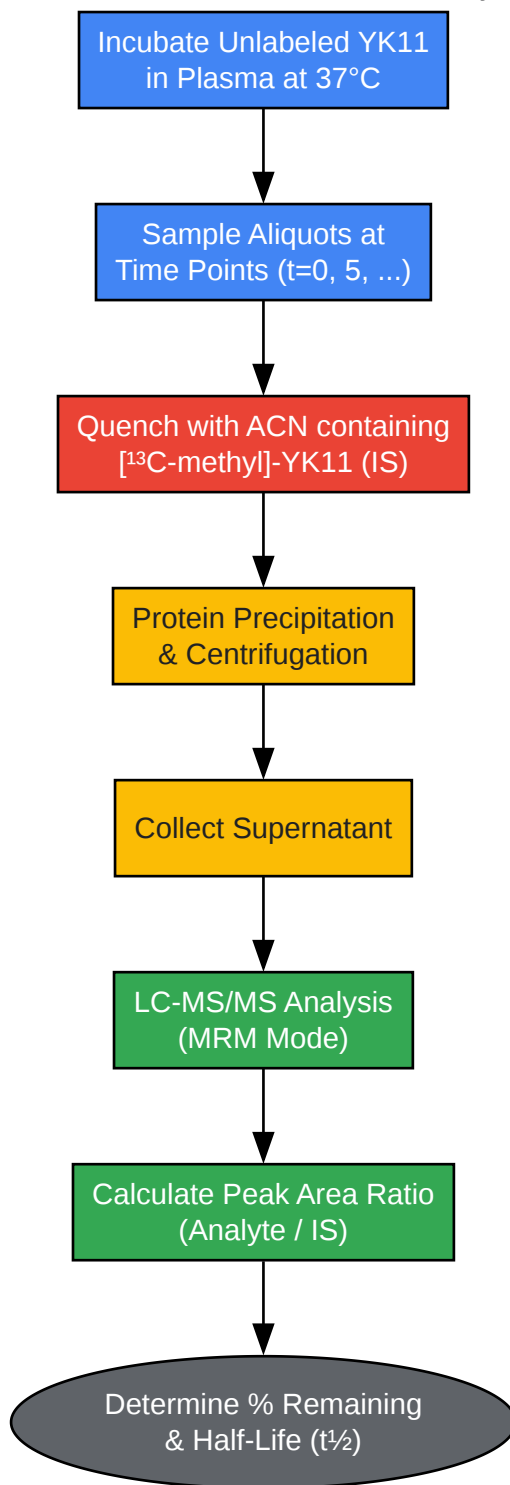 Incubate Unlabeled YK11
in Plasma at 37°C
Sample Aliquots at
Time Points (t=0, 5, ...)
Quench with ACN containing
[¹³C-methyl]-YK11 (IS)
Protein Precipitation
& Centrifugation
Collect Supernatant
LC-MS/MS Analysis
(MRM Mode)
Calculate Peak Area Ratio
(Analyte / IS)
Determine % Remaining
& Half-Life (t½)